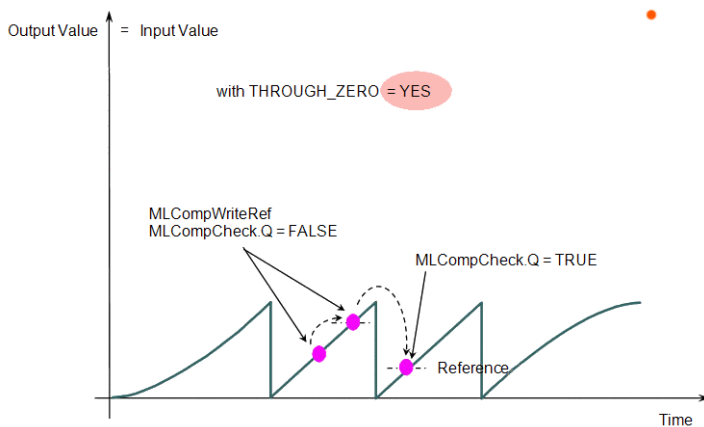 Output Value = Input Value
with THROUGH_ZERO = YES
MLCompWriteRef
MLCompCheck.Q = FALSE
MLCompCheck.Q = TRUE
Reference
Time